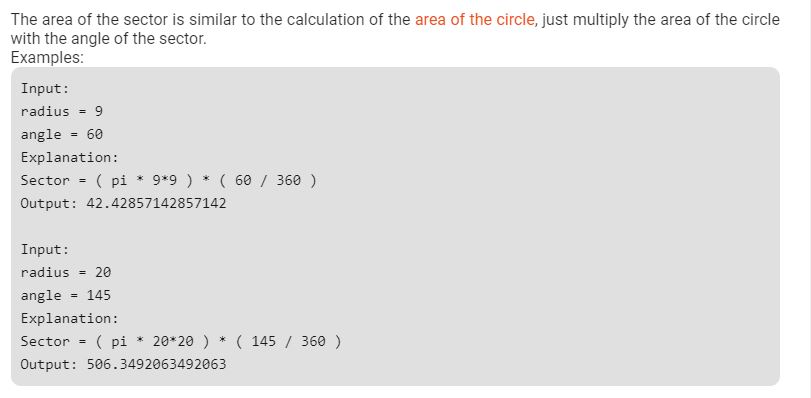 The area of the sector is similar to the calculation of the area of the circle, just multiply the area of the circle
with the angle of the sector.
Examples:
Input:
radius = 9
angle = 60
Explanation:
Sector = ( pi * 9*9 ) * ( 60 / 360 )
Output: 42.42857142857142
Input:
radius = 20
angle = 145
Explanation:
Sector = ( pi * 20*20 ) * ( 145 / 360 )
Output: 506.3492063492063